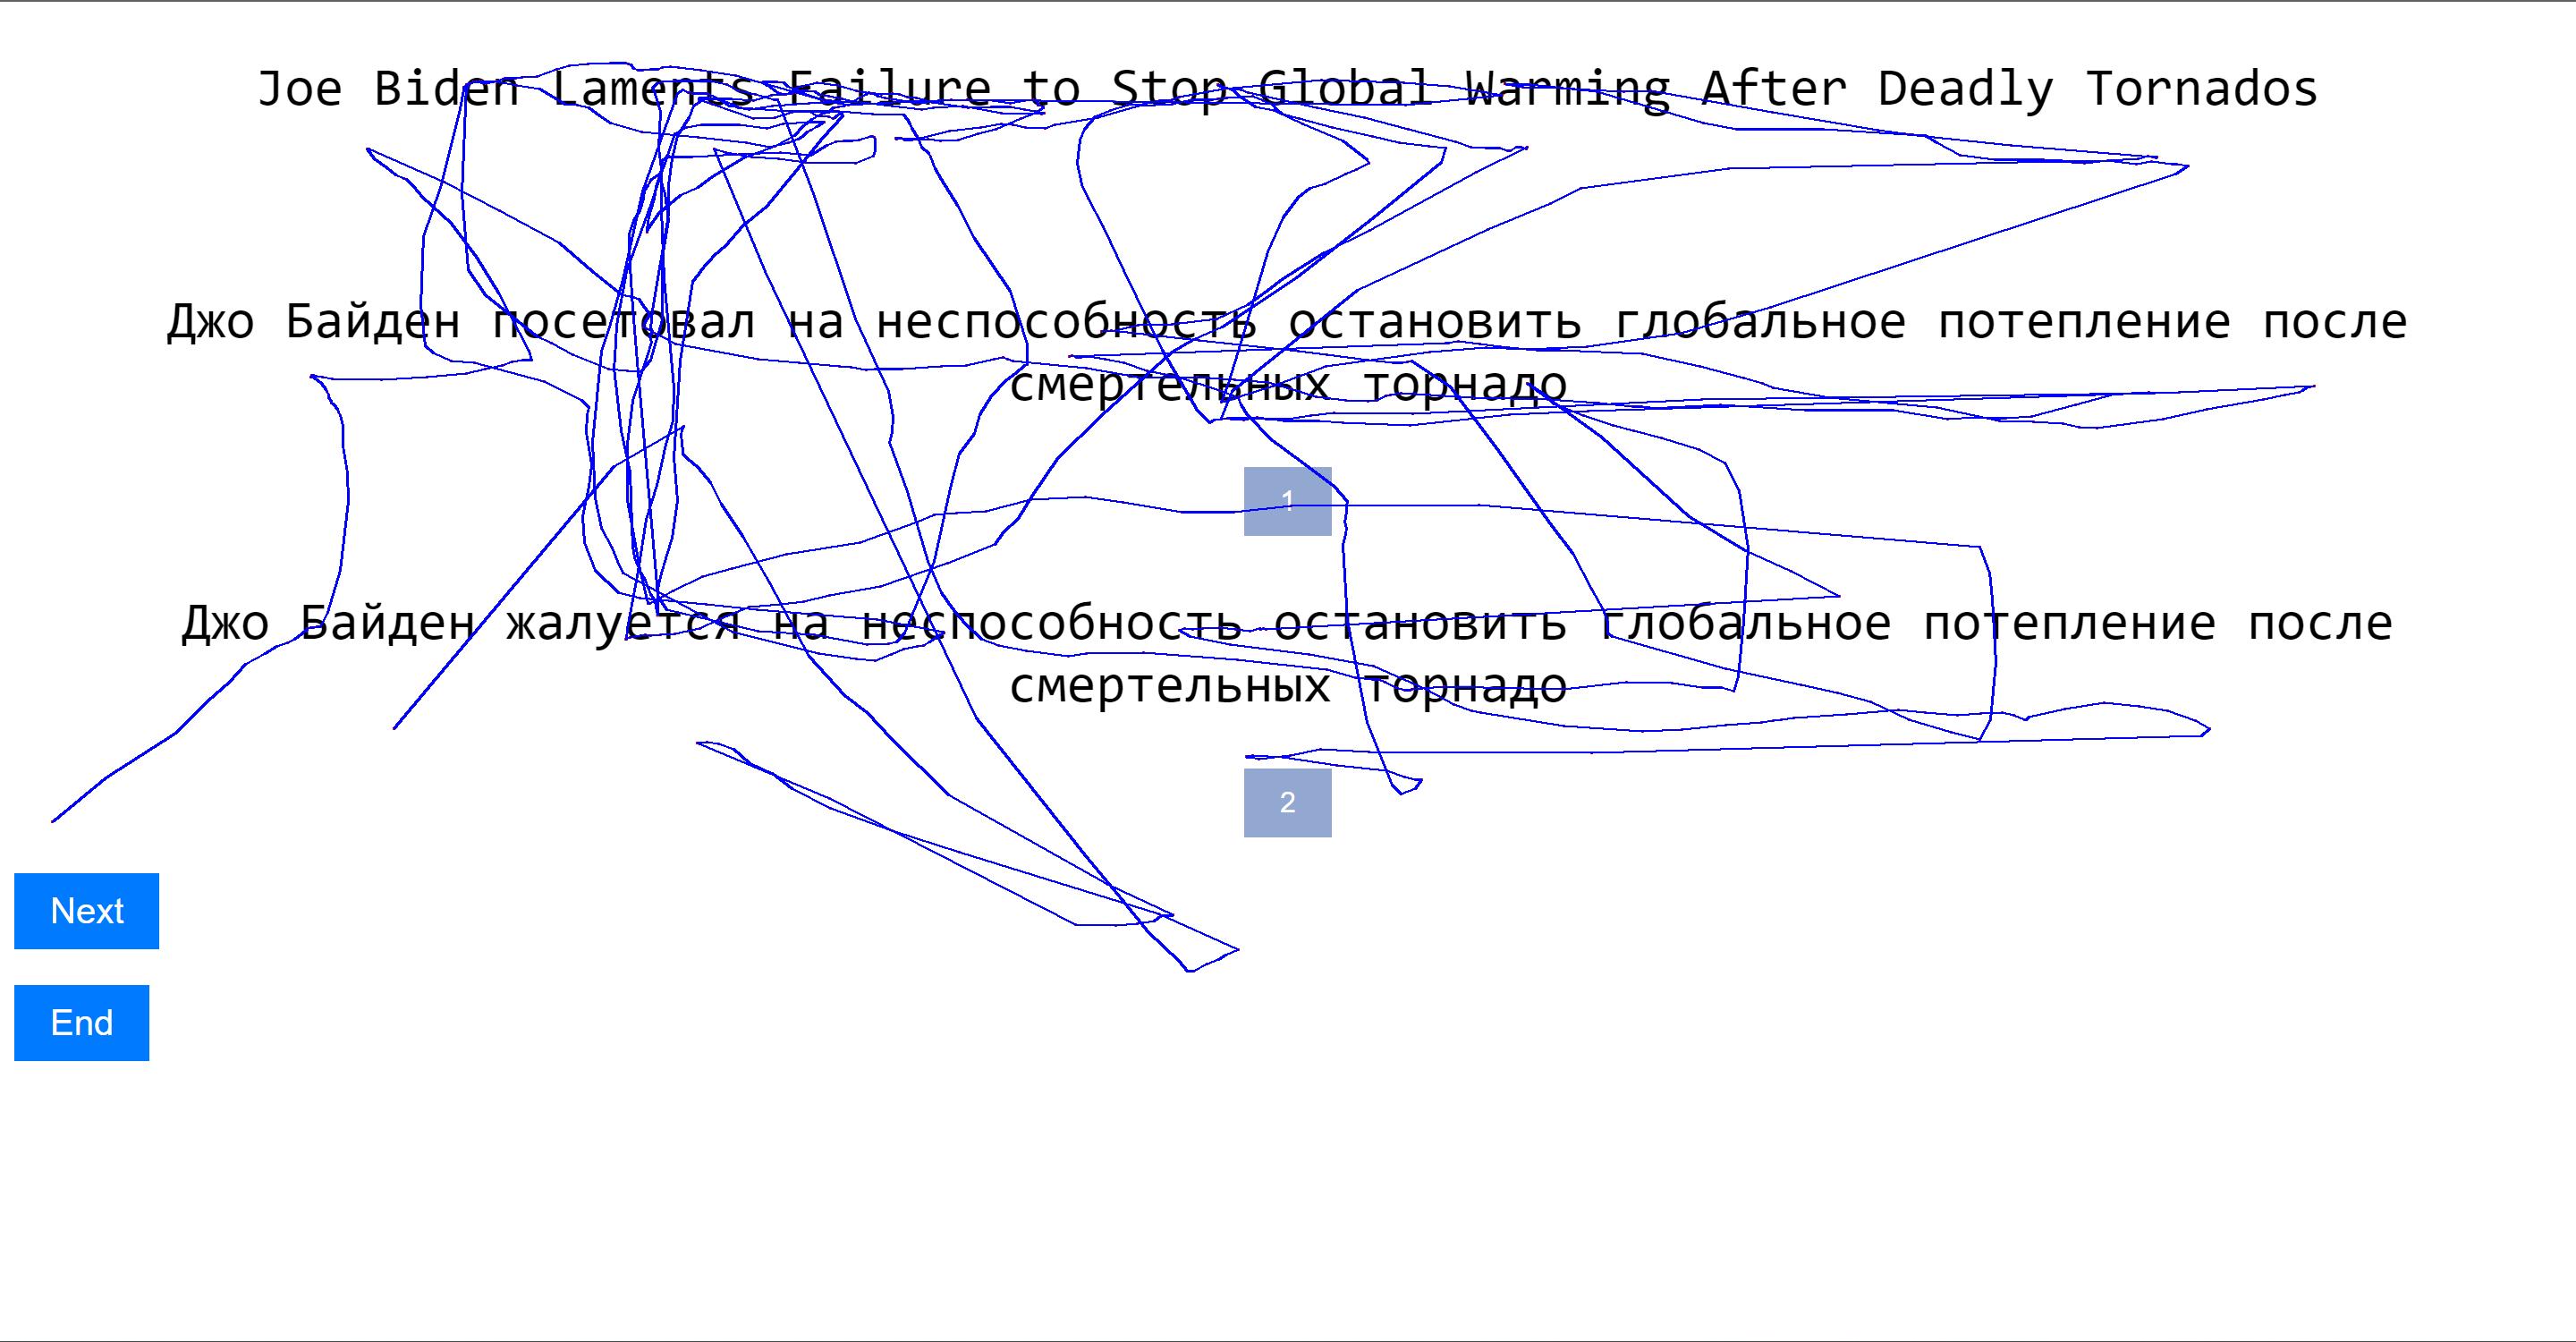 Joe Biden Laments Failure to Stop Global Warming After Deadly Tornados
Джо Байден посетовал на неспособность остановить глобальное потепление после
смертельных торнадо
1
Джо Байден жалуется на неспособность остановить глобальное потепление после
смертельных торнадо
2
Next
End